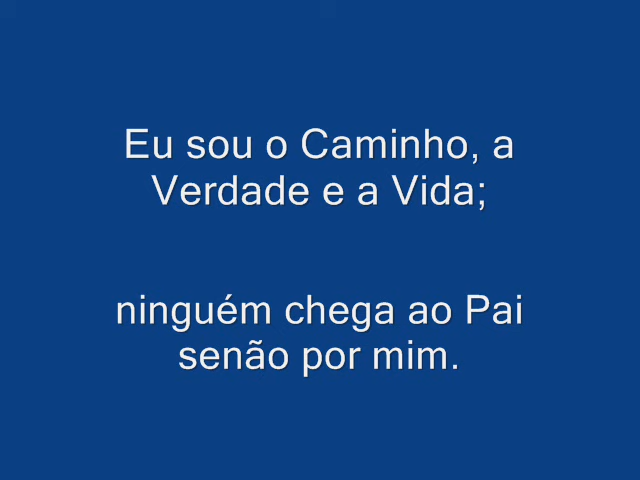 Eu sou o Caminho, a
Verdade e a Vida;
ninguém chega ao Pai
senão por mim.